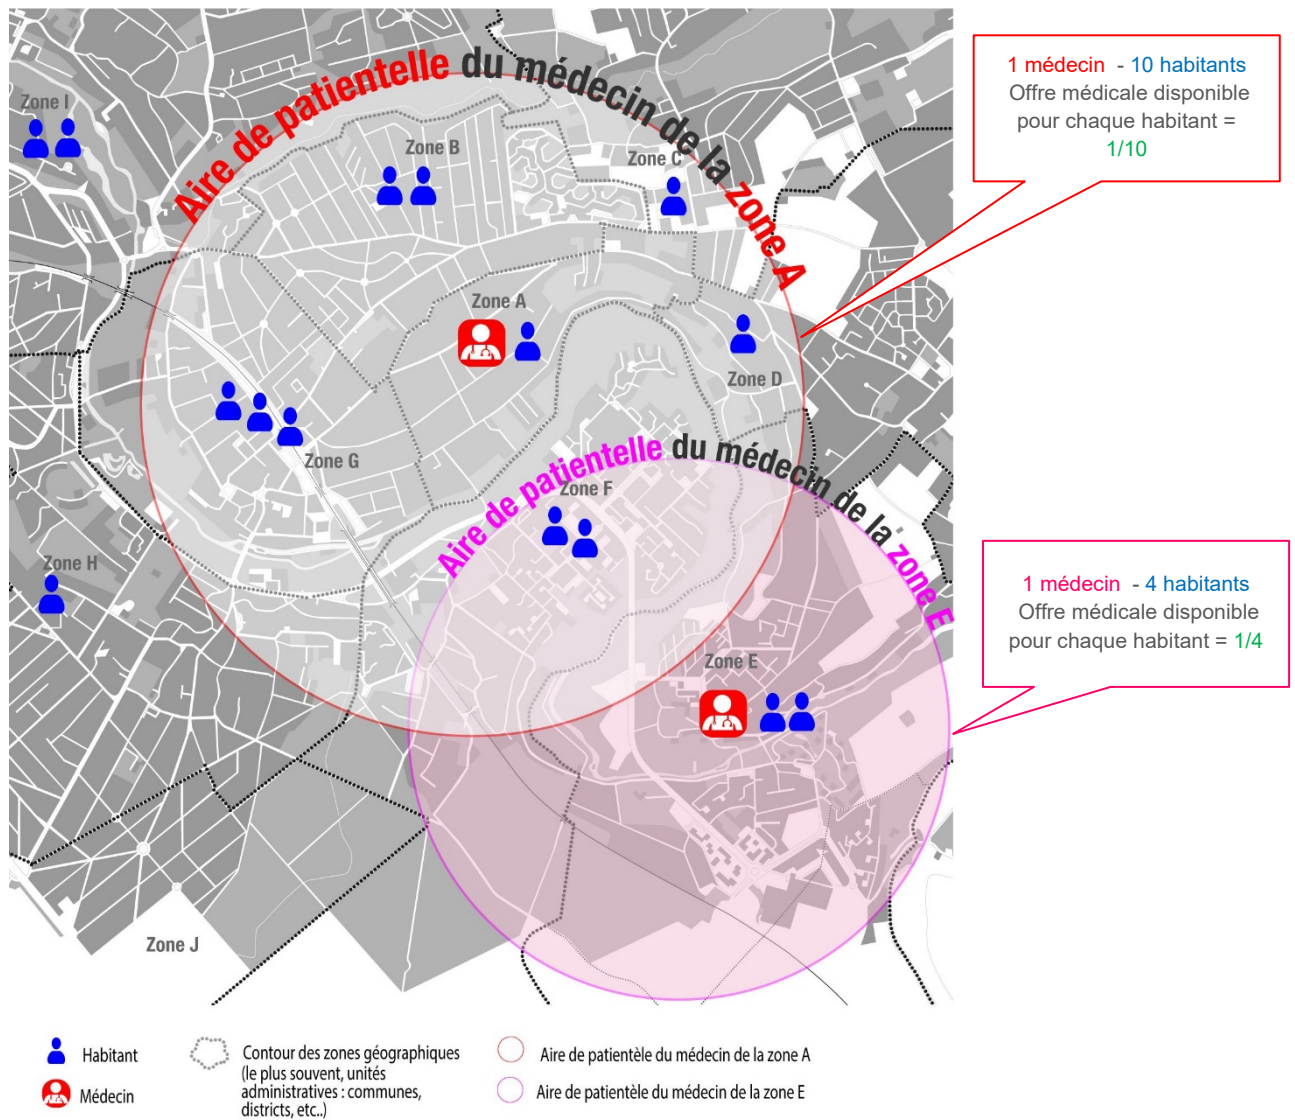 Aire de patientelle du médecin de la zone A
1 médecin - 10 habitants
Offre médicale disponible
pour chaque habitant =
1/10
Zone I
Zone B
Zone C
Zone A
Zone D
Zone G
Aire de patientelle du médecin de la zone E
Zone F
Zone H
1 médecin - 4 habitants
Offre médicale disponible
pour chaque habitant = 1/4
Zone E
Zone J
Habitant
Médecin
Contour des zones géographiques
(le plus souvent, unités
administratives : communes,
districts, etc..)
Aire de patientèle du médecin de la zone A
Aire de patientèle du médecin de la zone E